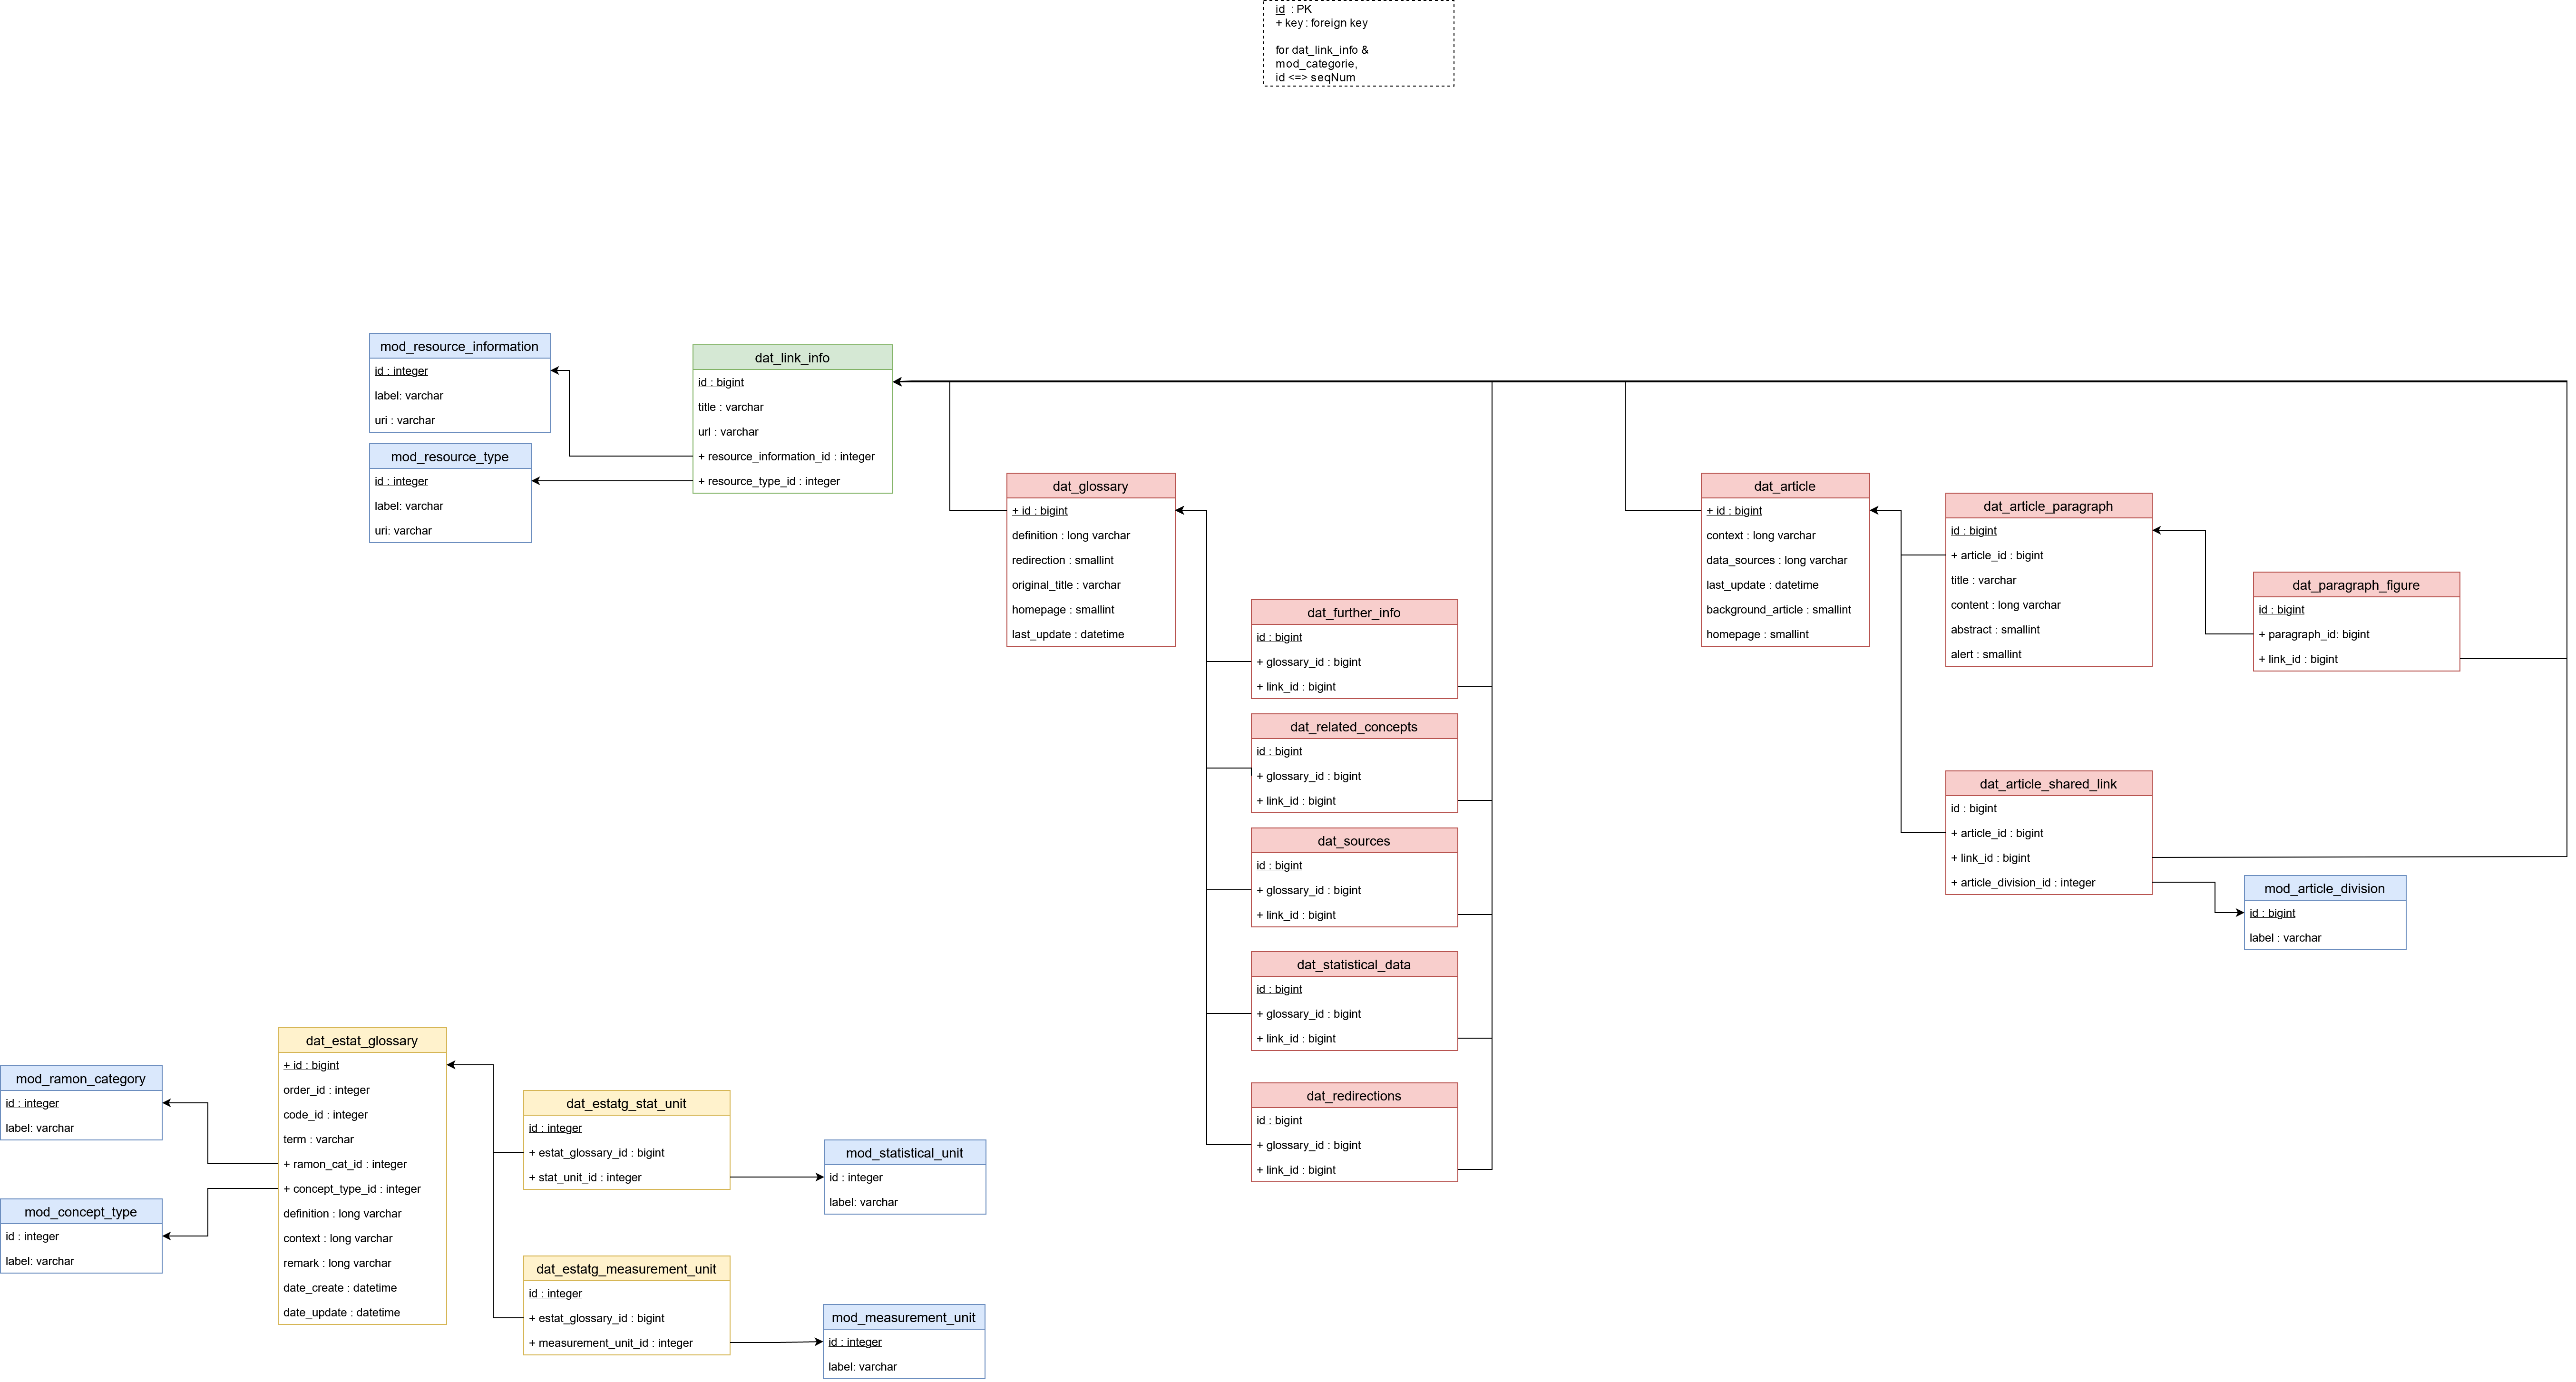 id : PK
+ key : foreign key
for dat_link_info &
mod_categorie,
id <=> seqNum
mod_resource_information
id : integer
label: varchar
uri : varchar
mod_resource_type
id : integer
label: varchar
uri: varchar
dat_link_info
id : bigint
title : varchar
url : varchar
+ resource_information_id : integer
+ resource_type_id : integer
dat_glossary
+ id : bigint
definition : long varchar
redirection : smallint
original_title : varchar
homepage : smallint
last_update : datetime
dat_further_info
id : bigint
+ glossary_id : bigint
+ link_id : bigint
dat_related_concepts
id : bigint
+ glossary_id : bigint
+ link_id : bigint
dat_sources
id : bigint
+ glossary_id : bigint
+ link_id : bigint
dat_statistical_data
id : bigint
+ glossary_id : bigint
+ link_id : bigint
dat_redirections
id : bigint
+ glossary_id : bigint
+ link_id : bigint
dat_article
+ id : bigint
context : long varchar
data_sources : long varchar
last_update : datetime
background_article : smallint
homepage : smallint
dat_article_paragraph
id : bigint
+ article_id : bigint
title : varchar
content : long varchar
abstract : smallint
alert : smallint
dat_paragraph_figure
id : bigint
+ paragraph_id: bigint
+ link_id : bigint
dat_article_shared_link
id : bigint
+ article_id : bigint
+ link_id : bigint
+ article_division_id : integer
mod_article_division
id : bigint
label : varchar
mod_ramon_category
id : integer
label: varchar
mod_concept_type
id : integer
label: varchar
dat_estat_glossary
+ id : bigint
order_id : integer
code_id : integer
term : varchar
+ ramon_cat_id : integer
+ concept_type_id : integer
definition : long varchar
context : long varchar
remark : long varchar
date_create : datetime
date_update : datetime
dat_estatg_stat_unit
id : integer
+ estat_glossary_id : bigint
+ stat_unit_id : integer
mod_statistical_unit
id : integer
label: varchar
dat_estatg_measurement_unit
id : integer
+ estat_glossary_id : bigint
+ measurement_unit_id : integer
mod_measurement_unit
id : integer
label: varchar